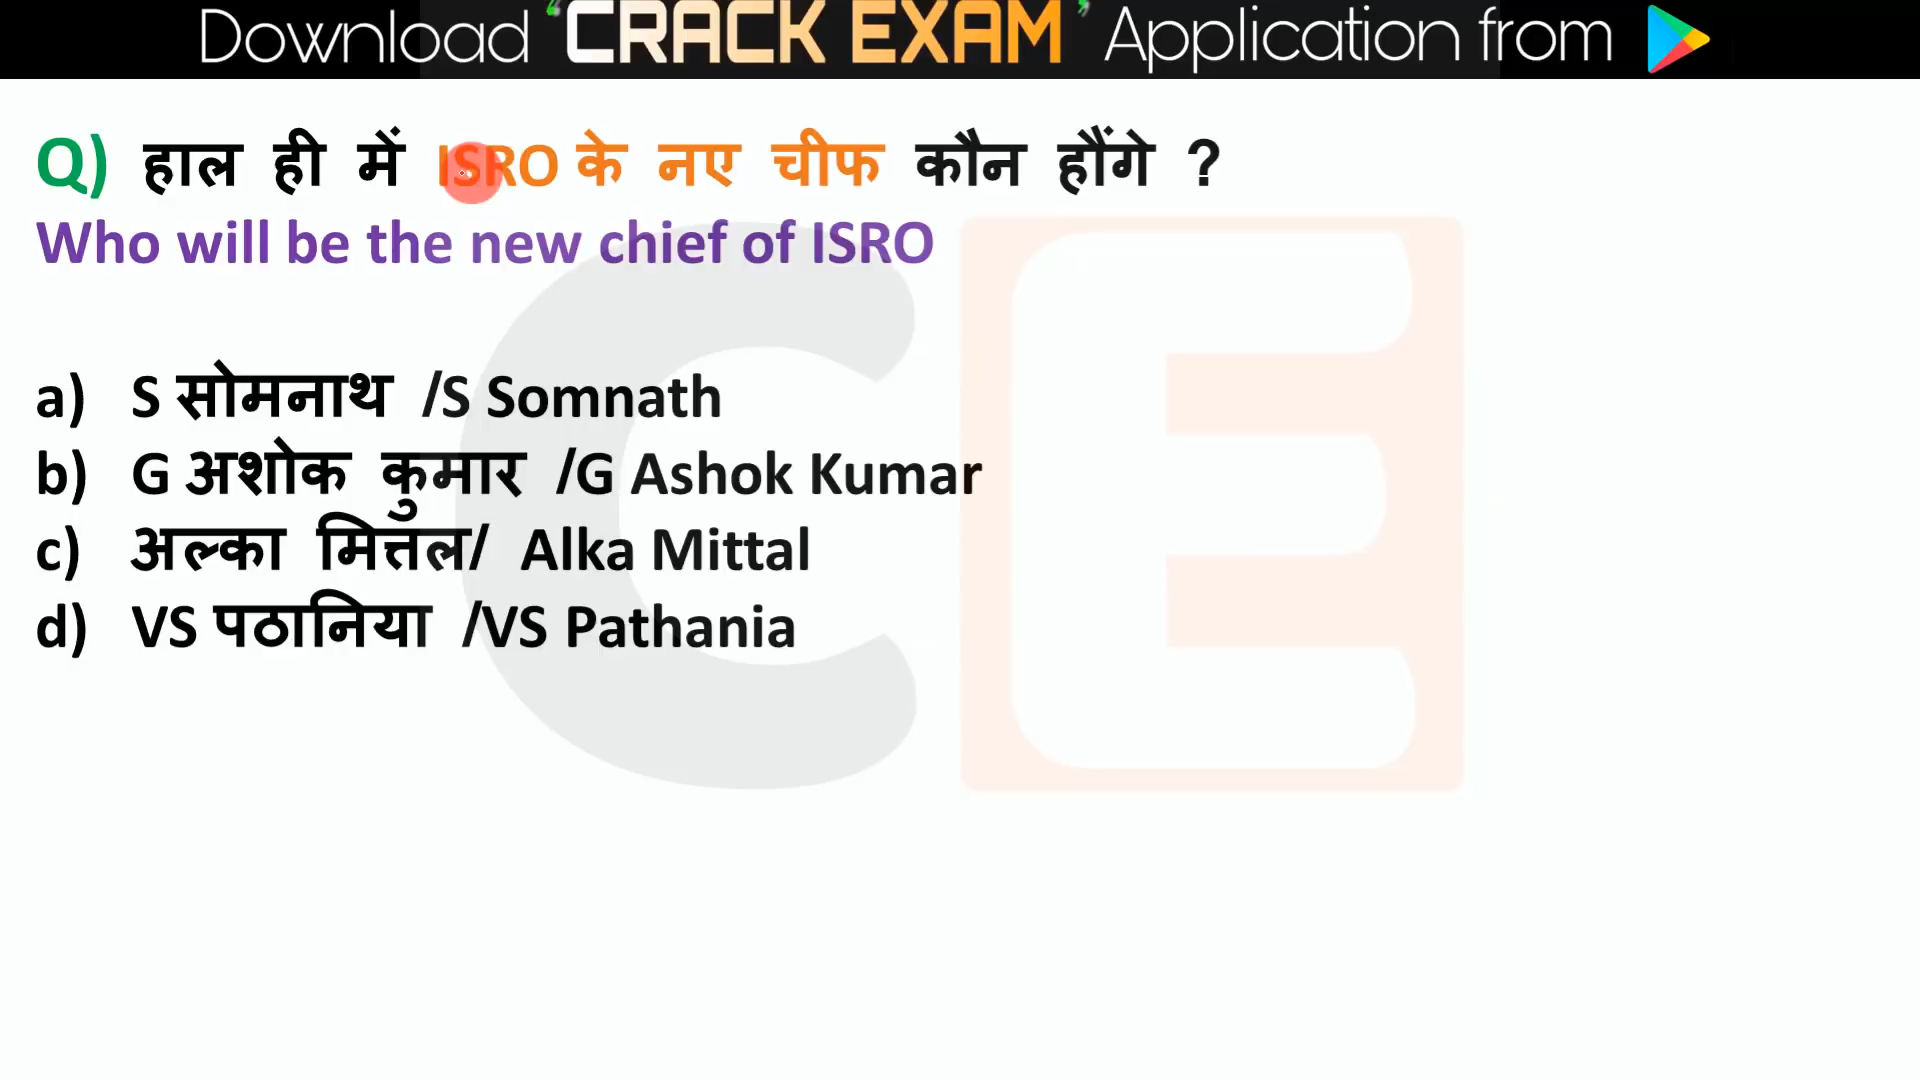 Download 'CRACK EXAM' Application from
Q) हाल ही में ISRO के नए चीफ कौन होंगे ?
Who will be the new chief of ISRO
a) S सोमनाथ /S Somnath
b) G अशोक कुमार /G Ashok Kumar
c) अल्का मित्तल/ Alka Mittal
d) VS पठानिया /VS Pathania
CE